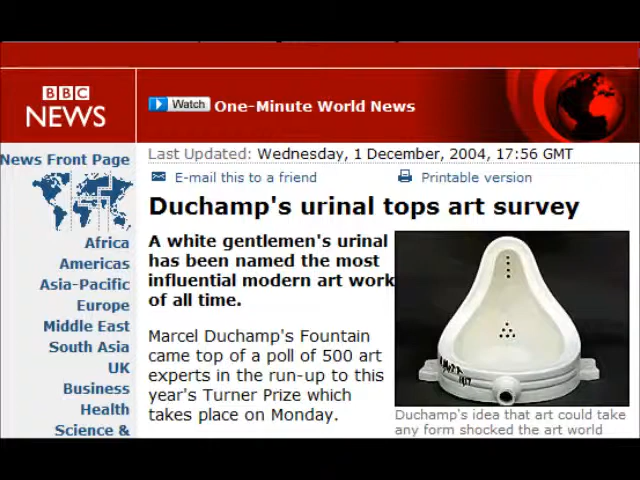 BBC
NEWS
Watch One-Minute World News
News Front Page
Africa
Americas
Asia-Pacific
Europe
Middle East
South Asia
UK
Business
Health
Science &
Last Updated: Wednesday, 1 December, 2004, 17:56 GMT
E-mail this to a friend
Printable version
Duchamp's urinal tops art survey
A white gentlemen's urinal
has been named the most
influential modern art work
of all time.
Marcel Duchamp's Fountain
came top of a poll of 500 art
experts in the run-up to this
year's Turner Prize which
takes place on Monday.
Duchamp's idea that art could take
any form shocked the art world